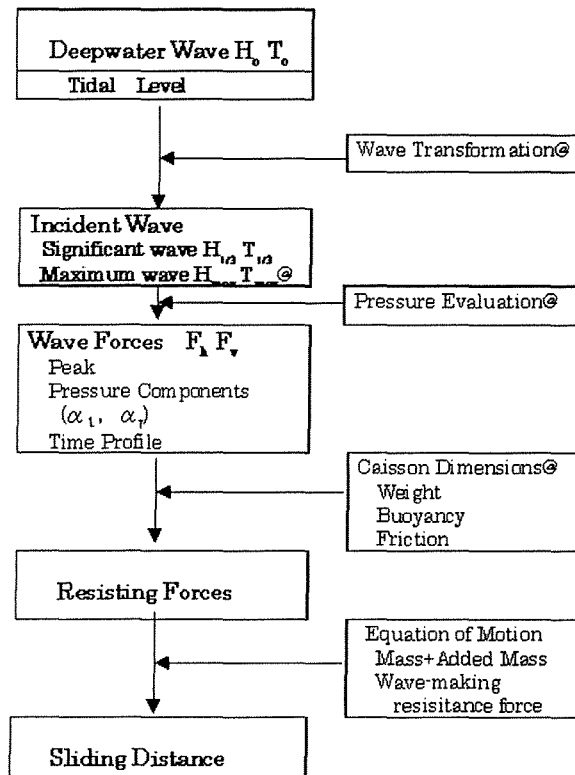 Deepwater Wave H₀ T₀
Tidal Level
Wave Transformation@
Incident Wave
Significant wave H₁/₃ T₁/₃
Maximum wave Hmax Tmax@
Pressure Evaluation@
Wave Forces Fₕ Fᵥ
Peak
Pressure Components
(α₁, αᵣ)
Time Profile
Caisson Dimensions@
Weight
Buoyancy
Friction
Resisting Forces
Equation of Motion
Mass+Added Mass
Wave-making
resisitance force
Sliding Distance